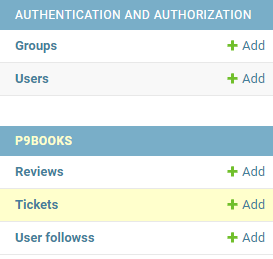 AUTHENTICATION AND AUTHORIZATION
Groups + Add
Users + Add
P9BOOKS
Reviews + Add
Tickets + Add
User followss + Add